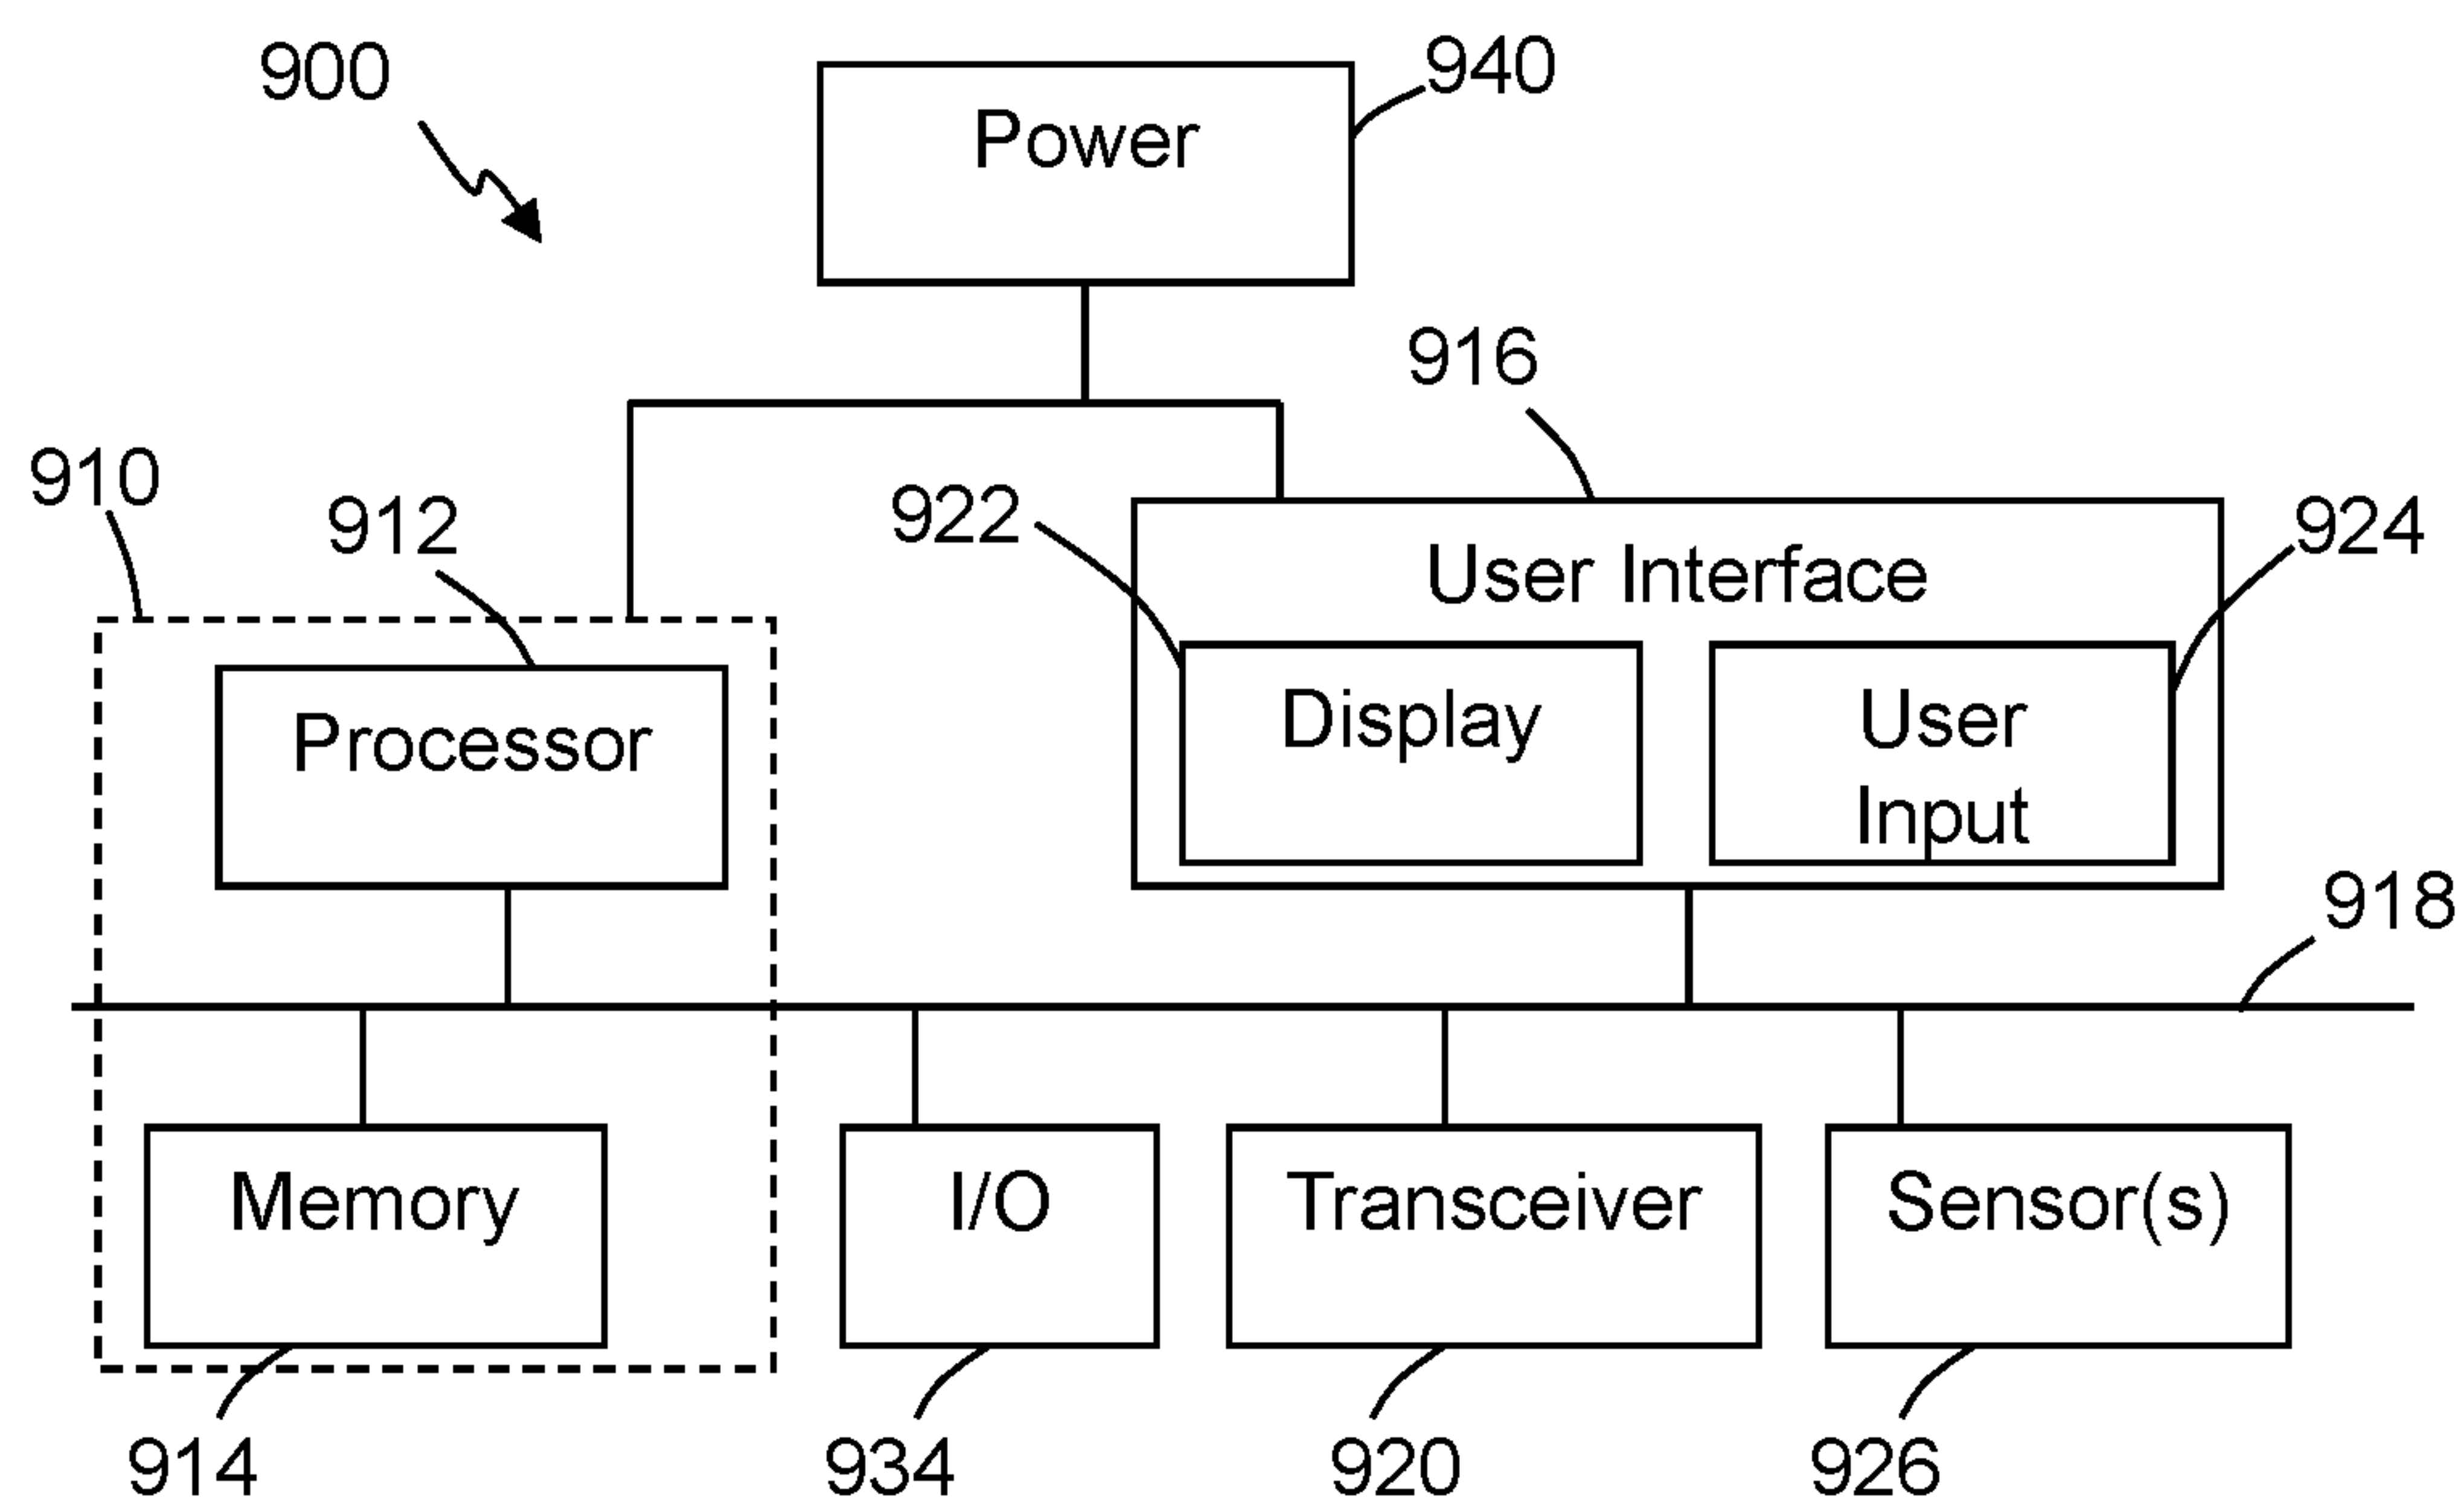 900
940
Power
916
910
912
922
924
User Interface
Processor
Display
User
Input
918
Memory
I/O
Transceiver
Sensor(s)
914
934
920
926